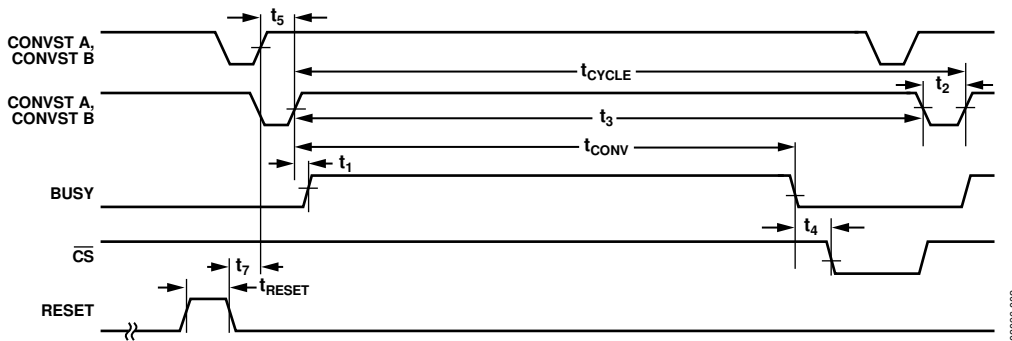 t5
CONVST A,
CONVST B
tCYCLE
t2
CONVST A,
CONVST B
t3
tCONV
t1
BUSY
t4
CS
t7
tRESET
RESET